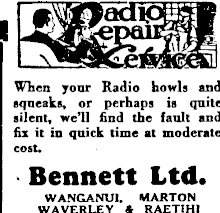 Radio
Repair
Service
When your Radio howls and
squeaks, or perhaps is quite
silent, we'll find the fault and
fix it in quick time at moderate
cost.
Bennett Ltd.
WANGANUI, MARTON
WAVERLEY & RAETIHI